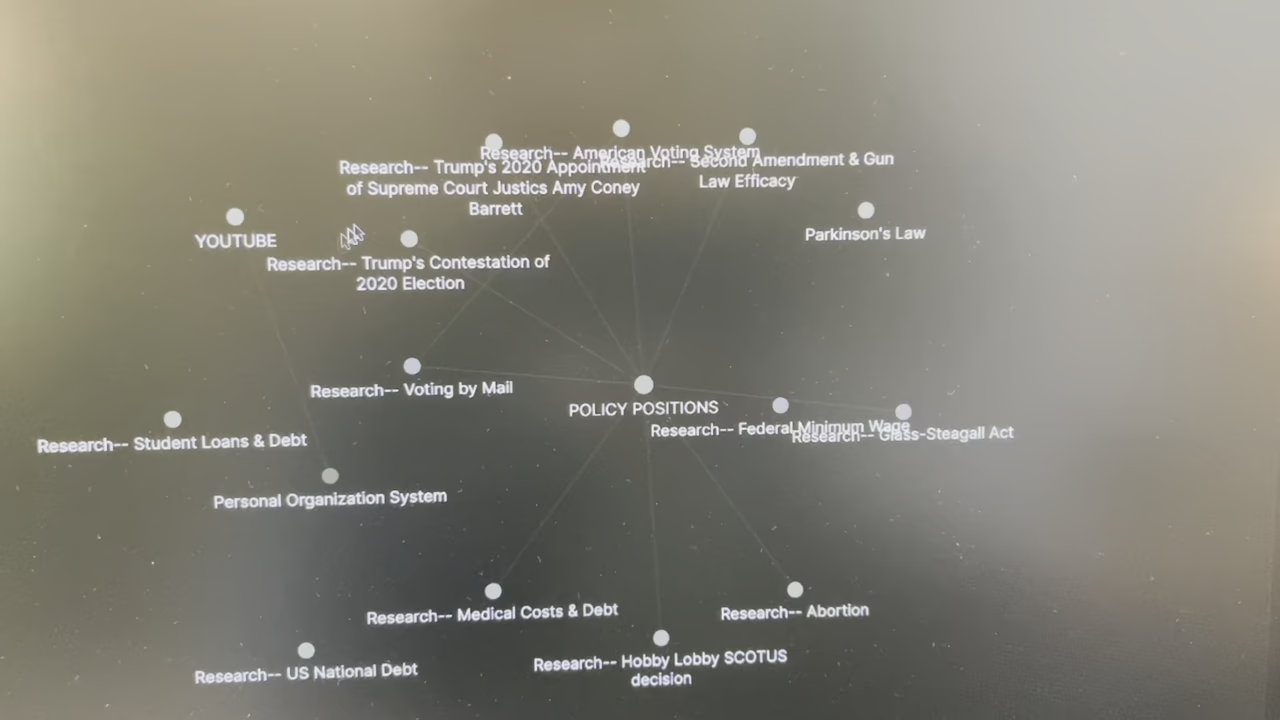 Research-- American Voting System
Research-- Trump's 2020 Appointment
of Supreme Court Justics Amy Coney
Barrett
Research-- Second Amendment & Gun
Law Efficacy
YOUTUBE
Parkinson's Law
Research-- Trump's Contestation of
2020 Election
Research-- Voting by Mail
POLICY POSITIONS
Research-- Federal Minimum Wage
Research-- Glass-Steagall Act
Research-- Student Loans & Debt
Personal Organization System
Research-- Medical Costs & Debt
Research-- Abortion
Research-- US National Debt
Research-- Hobby Lobby SCOTUS
decision